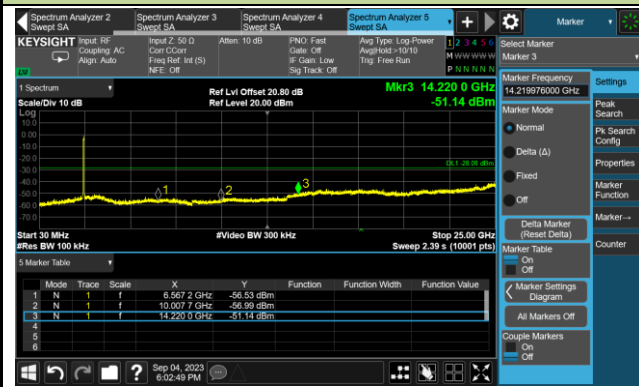 Spectrum Analyzer 2
Swept SA
Spectrum Analyzer 3
Swept SA
Spectrum Analyzer 4
Swept SA
Spectrum Analyzer 5
Swept SA
Marker
KEYSIGHT
Input: RF
Coupling: AC
Align: Auto
Input Z: 50 Ω
Corr CCorr
Freq Ref: Int (S)
NFE: Off
Atten: 10 dB
PNO: Fast
Gate: Off
IF Gain: Low
Sig Track: Off
Avg Type: Log-Power
Avg|Hold:>10/10
Trig: Free Run
1 2 3 4 5 6
M W W W W W
P N N N N N
LXI
Select Marker
Marker 3
1 Spectrum
Scale/Div 10 dB
Ref Lvl Offset 20.80 dB
Ref Level 20.00 dBm
Mkr3 14.220 0 GHz
-51.14 dBm
Log
10.0
0.00
-10.0
-20.0
-30.0
-40.0
-50.0
-60.0
-70.0
DL1 -28.08 dBm
1
2
3
Start 30 MHz
#Res BW 100 kHz
#Video BW 300 kHz
Stop 25.00 GHz
Sweep 2.39 s (10001 pts)
5 Marker Table
Mode Trace Scale X Y Function Function Width Function Value
1 N 1 f 6.567 2 GHz -56.53 dBm
2 N 1 f 10.007 7 GHz -56.99 dBm
3 N 1 f 14.220 0 GHz -51.14 dBm
4
5
6
Marker Frequency
14.219976000 GHz
Marker Mode
Normal
Delta (Δ)
Fixed
Off
Delta Marker
(Reset Delta)
Marker Table
On
Off
Marker Settings
Diagram
All Markers Off
Couple Markers
On
Off
Settings
Peak
Search
Pk Search
Config
Properties
Marker
Function
Marker→
Counter
?
Sep 04, 2023
6:02:49 PM